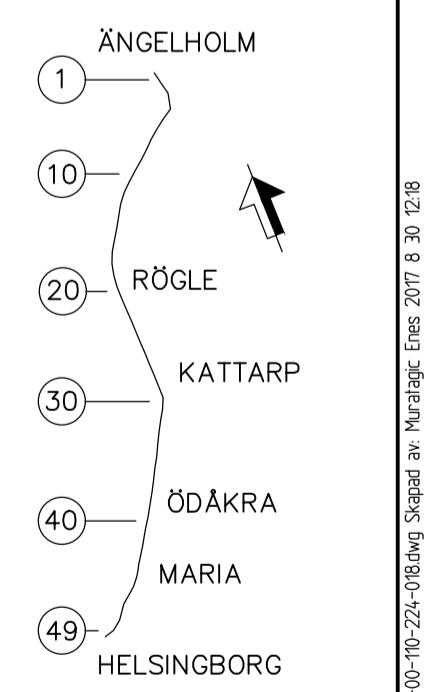 ÄNGELHOLM
1
10
RÖGLE
20
KATTARP
30
ÖDÅKRA
40
MARIA
49
HELSINGBORG
-00-110-224-018.dwg Skapad av: Muratagic Enes 2017 8 30 12:18